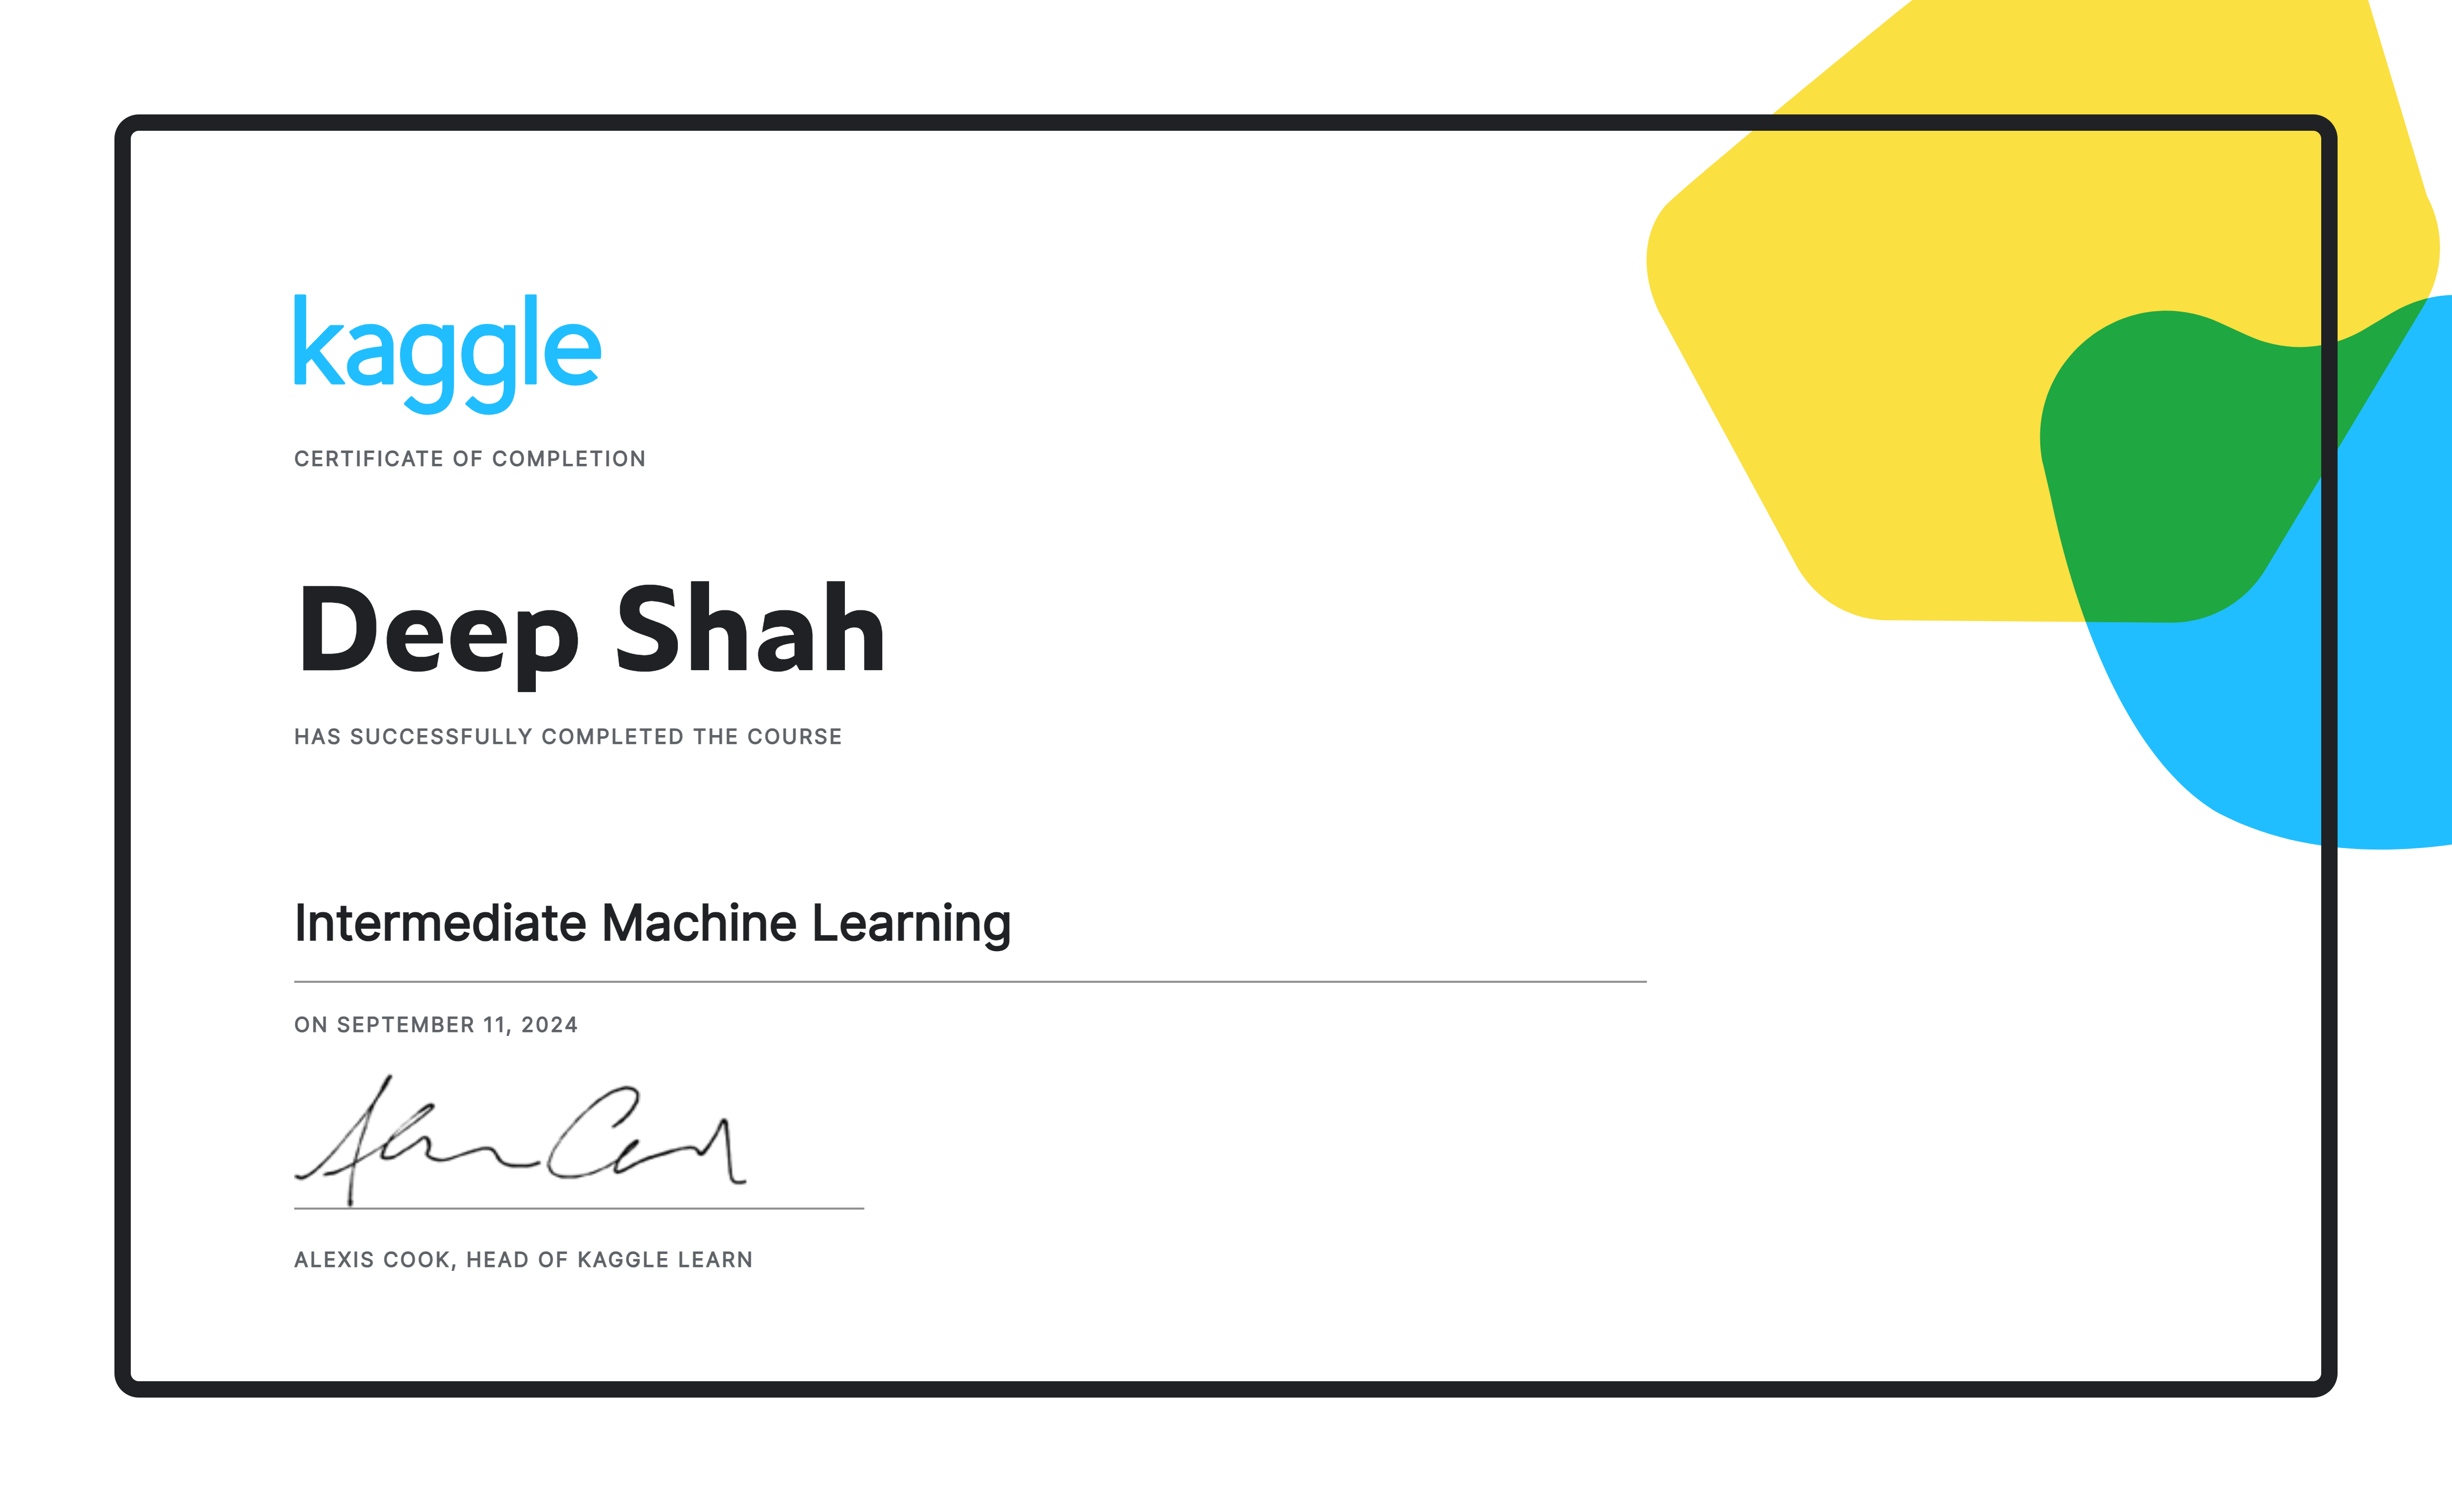 kaggle
CERTIFICATE OF COMPLETION
Deep Shah
HAS SUCCESSFULLY COMPLETED THE COURSE
Intermediate Machine Learning
ON SEPTEMBER 11, 2024
ALEXIS COOK, HEAD OF KAGGLE LEARN